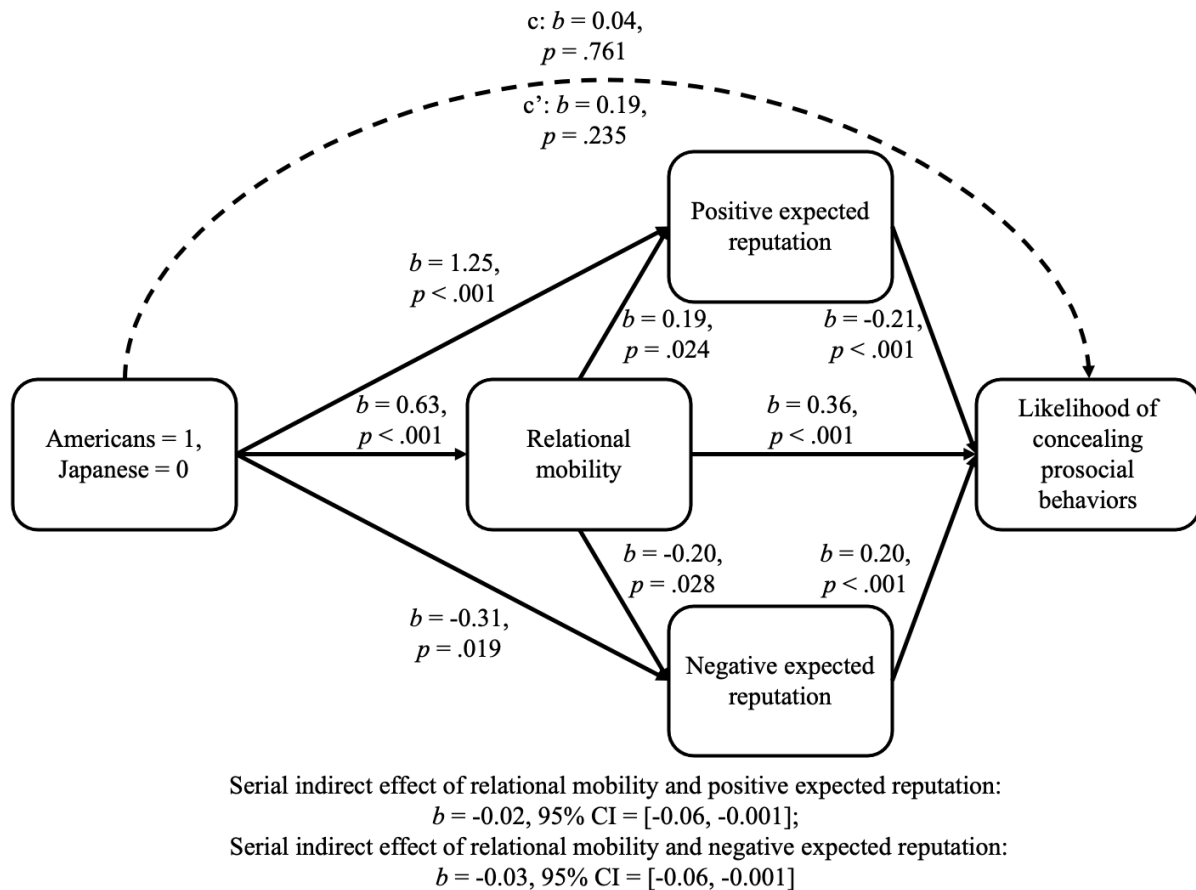 c: b = 0.04,
p = .761
c’: b = 0.19,
p = .235
Positive expected
reputation
b = 1.25,
p < .001
b = 0.19,
p = .024
b = -0.21,
p < .001
Americans = 1,
Japanese = 0
b = 0.63,
p < .001
Relational
mobility
b = 0.36,
p < .001
Likelihood of
concealing
prosocial
behaviors
b = -0.31,
p = .019
b = -0.20,
p = .028
b = 0.20,
p < .001
Negative expected
reputation
Serial indirect effect of relational mobility and positive expected reputation:
b = -0.02, 95% CI = [-0.06, -0.001];
Serial indirect effect of relational mobility and negative expected reputation:
b = -0.03, 95% CI = [-0.06, -0.001]